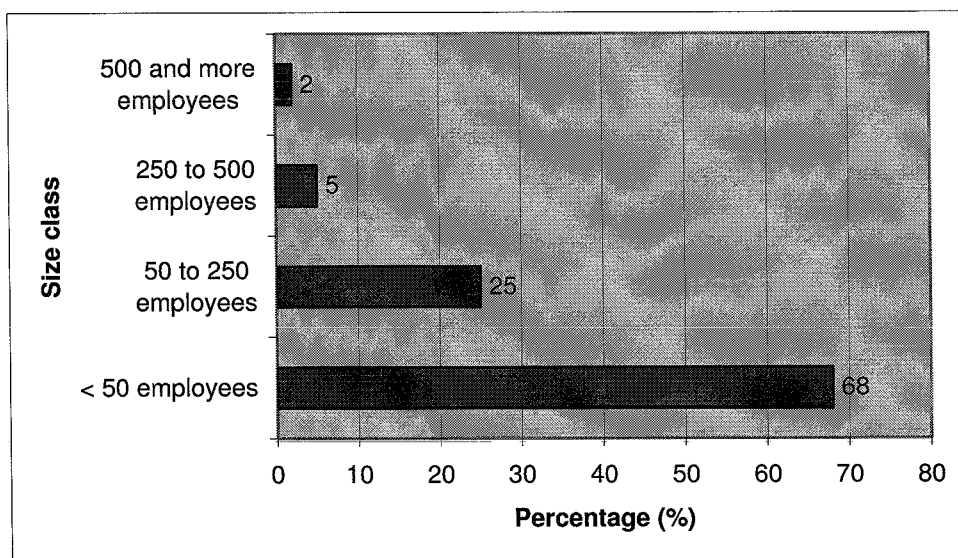 500 and more
employees
2
250 to 500
employees
5
50 to 250
employees
25
< 50 employees
68
Size class
0 10 20 30 40 50 60 70 80
Percentage (%)